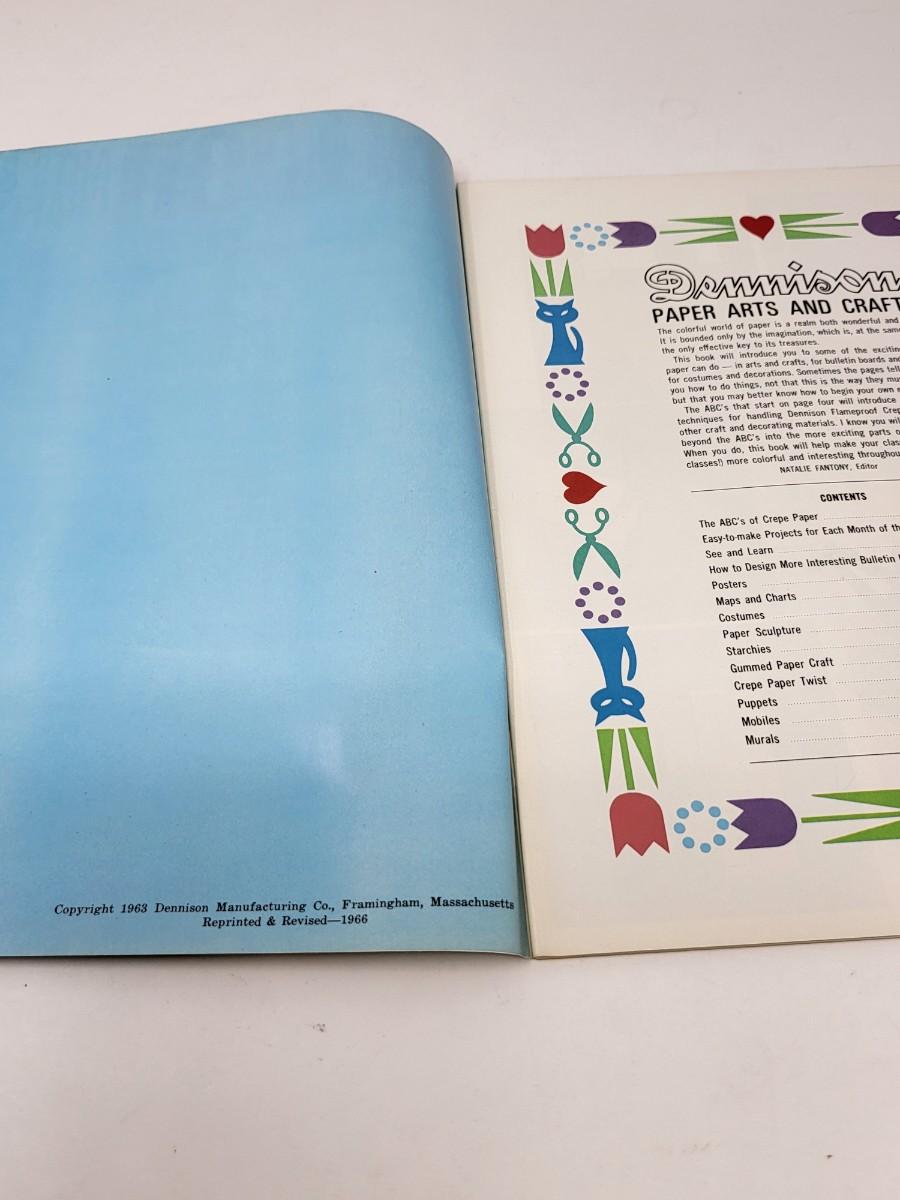 Copyright 1963 Dennison Manufacturing Co., Framingham, Massachusetts
Reprinted & Revised—1966
Dennison
PAPER ARTS AND CRAFT
The colorful world of paper is a realm both wonderful and
It is bounded only by the imagination, which is, at the same
the only effective key to its treasures.
This book will introduce you to some of the exciting
paper can do — in arts and crafts, for bulletin boards and
for costumes and decorations. Sometimes the pages tell
you how to do things, not that this is the way they mus
but that you may better know how to begin your own
The ABC's that start on page four will introduce
techniques for handling Dennison Flameproof Crep
other craft and decorating materials. I know you wil
beyond the ABC's into the more exciting parts o
When you do, this book will help make your clas
classes!) more colorful and interesting throughou
NATALIE FANTONY, Editor
CONTENTS
The ABC's of Crepe Paper
Easy-to-make Projects for Each Month of th
See and Learn
How to Design More Interesting Bulletin
Posters
Maps and Charts
Costumes
Paper Sculpture
Starchies
Gummed Paper Craft
Crepe Paper Twist
Puppets
Mobiles
Murals